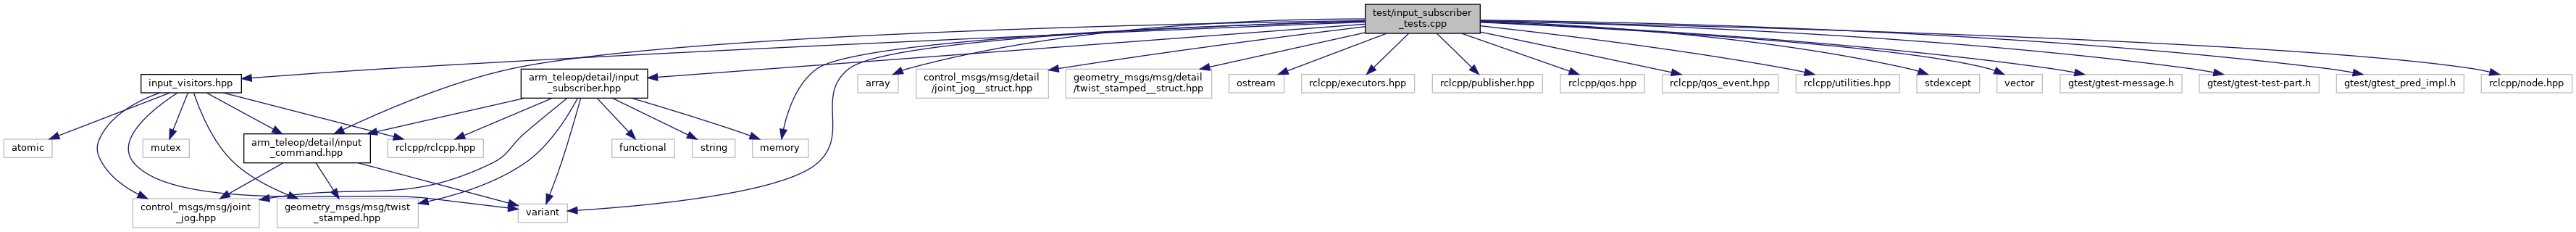 test/input_subscriber
_tests.cpp
input_visitors.hpp
arm_teleop/detail/input
_subscriber.hpp
array
control_msgs/msg/detail
/joint_jog__struct.hpp
geometry_msgs/msg/detail
/twist_stamped__struct.hpp
ostream
rclcpp/executors.hpp
rclcpp/publisher.hpp
rclcpp/qos.hpp
rclcpp/qos_event.hpp
rclcpp/utilities.hpp
stdexcept
vector
gtest/gtest-message.h
gtest/gtest-test-part.h
gtest/gtest_pred_impl.h
rclcpp/node.hpp
atomic
mutex
arm_teleop/detail/input
_command.hpp
rclcpp/rclcpp.hpp
functional
string
memory
control_msgs/msg/joint
_jog.hpp
geometry_msgs/msg/twist
_stamped.hpp
variant